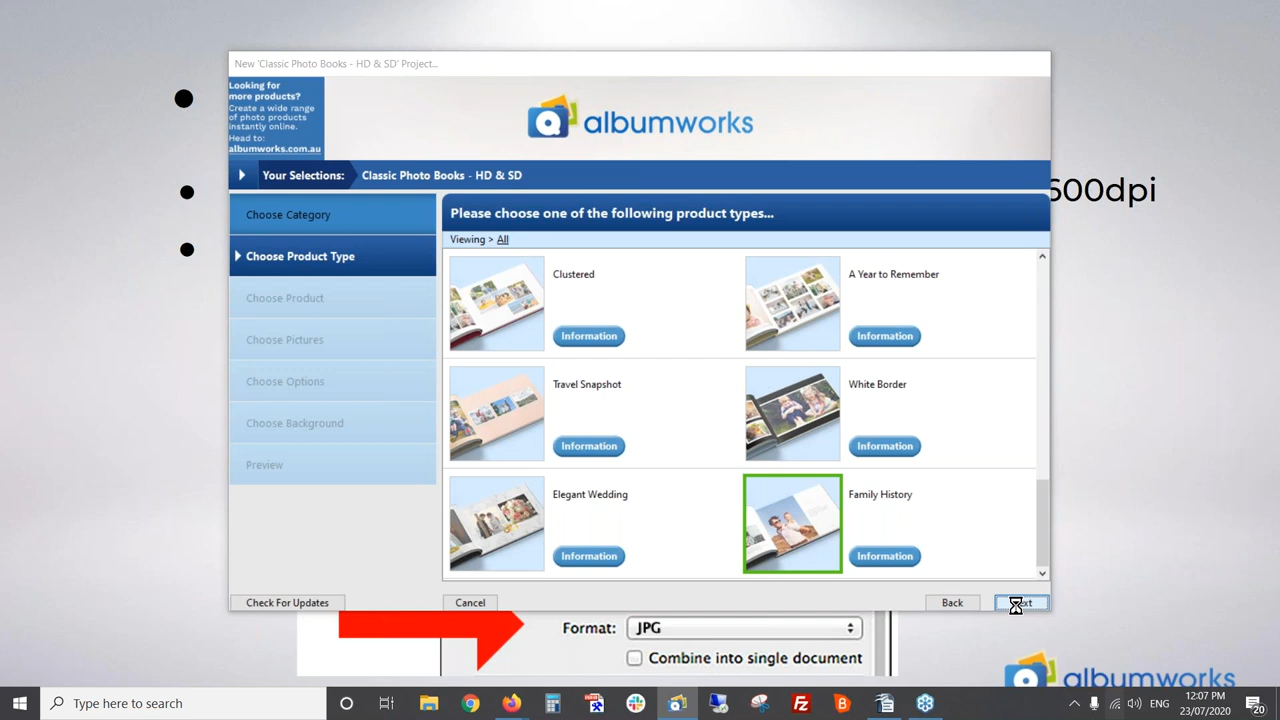 New 'Classic Photo Books - HD & SD' Project...
Looking for
more products?
Create a wide range
of photo products
instantly online.
Head to:
albumworks.com.au
albumworks
Your Selections: Classic Photo Books - HD & SD
Choose Category
Choose Product Type
Choose Product
Choose Pictures
Choose Options
Choose Background
Preview
Please choose one of the following product types...
Viewing > All
Clustered
Information
A Year to Remember
Information
Travel Snapshot
Information
White Border
Information
Elegant Wedding
Information
Family History
Information
Check For Updates
Cancel
Back
600dpi
Format: JPG
Combine into single document
albumworks
Type here to search
ENG
12:07 PM
23/07/2020
20